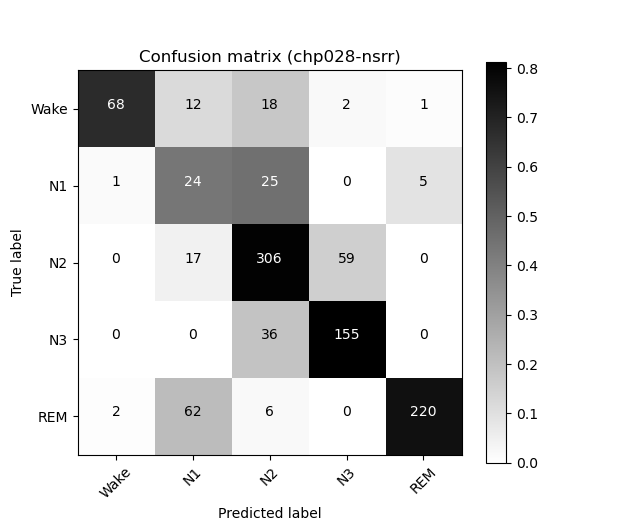 Confusion matrix (chp028-nsrr)
True label
Wake 68 12 18 2 1
N1 1 24 25 0 5
N2 0 17 306 59 0
N3 0 0 36 155 0
REM 2 62 6 0 220
Wake N1 N2 N3 REM
Predicted label
0.8
0.7
0.6
0.5
0.4
0.3
0.2
0.1
0.0